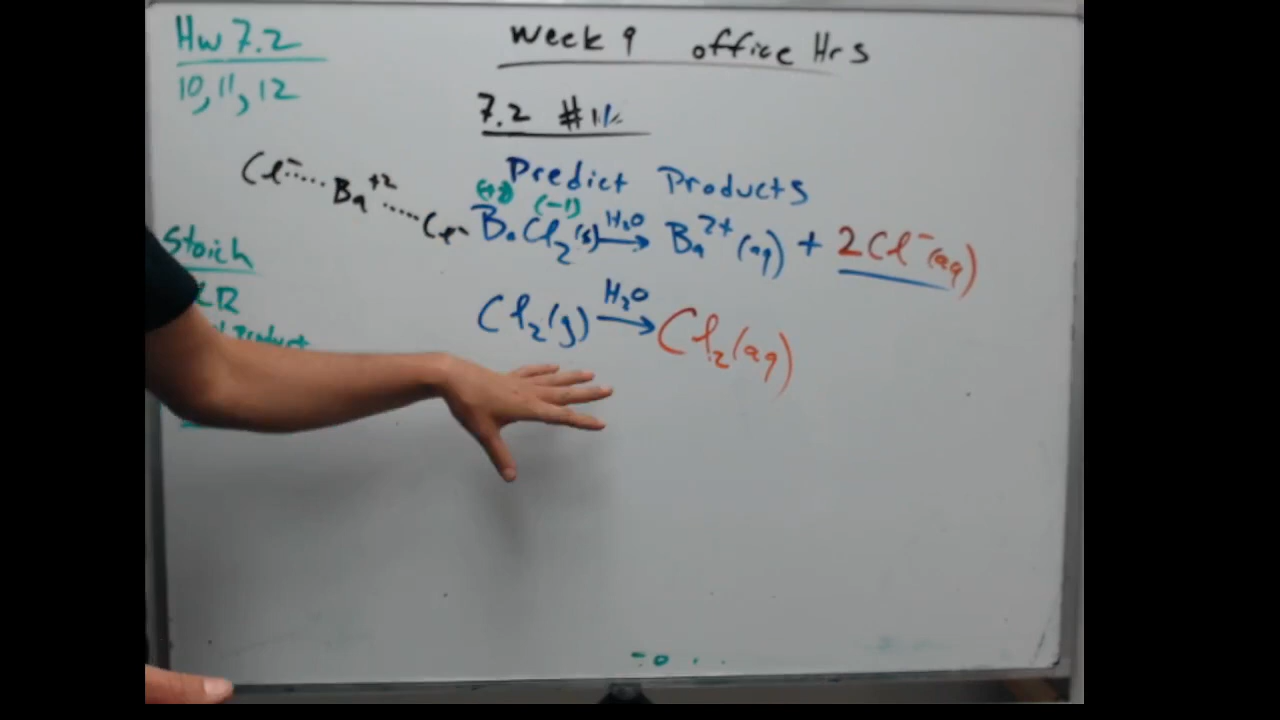 Hw 7.2
10, 11, 12
Week 9 office Hrs
7.2 #11
Predict Products
Cl⁻ ····· Ba⁺² ····· Cl⁻
(+2) (-1)
BaCl₂(s) H₂O → Ba²⁺(aq) + 2Cl⁻(aq)
Cl₂(g) H₂O → Cl₂(aq)
Stoich
Product